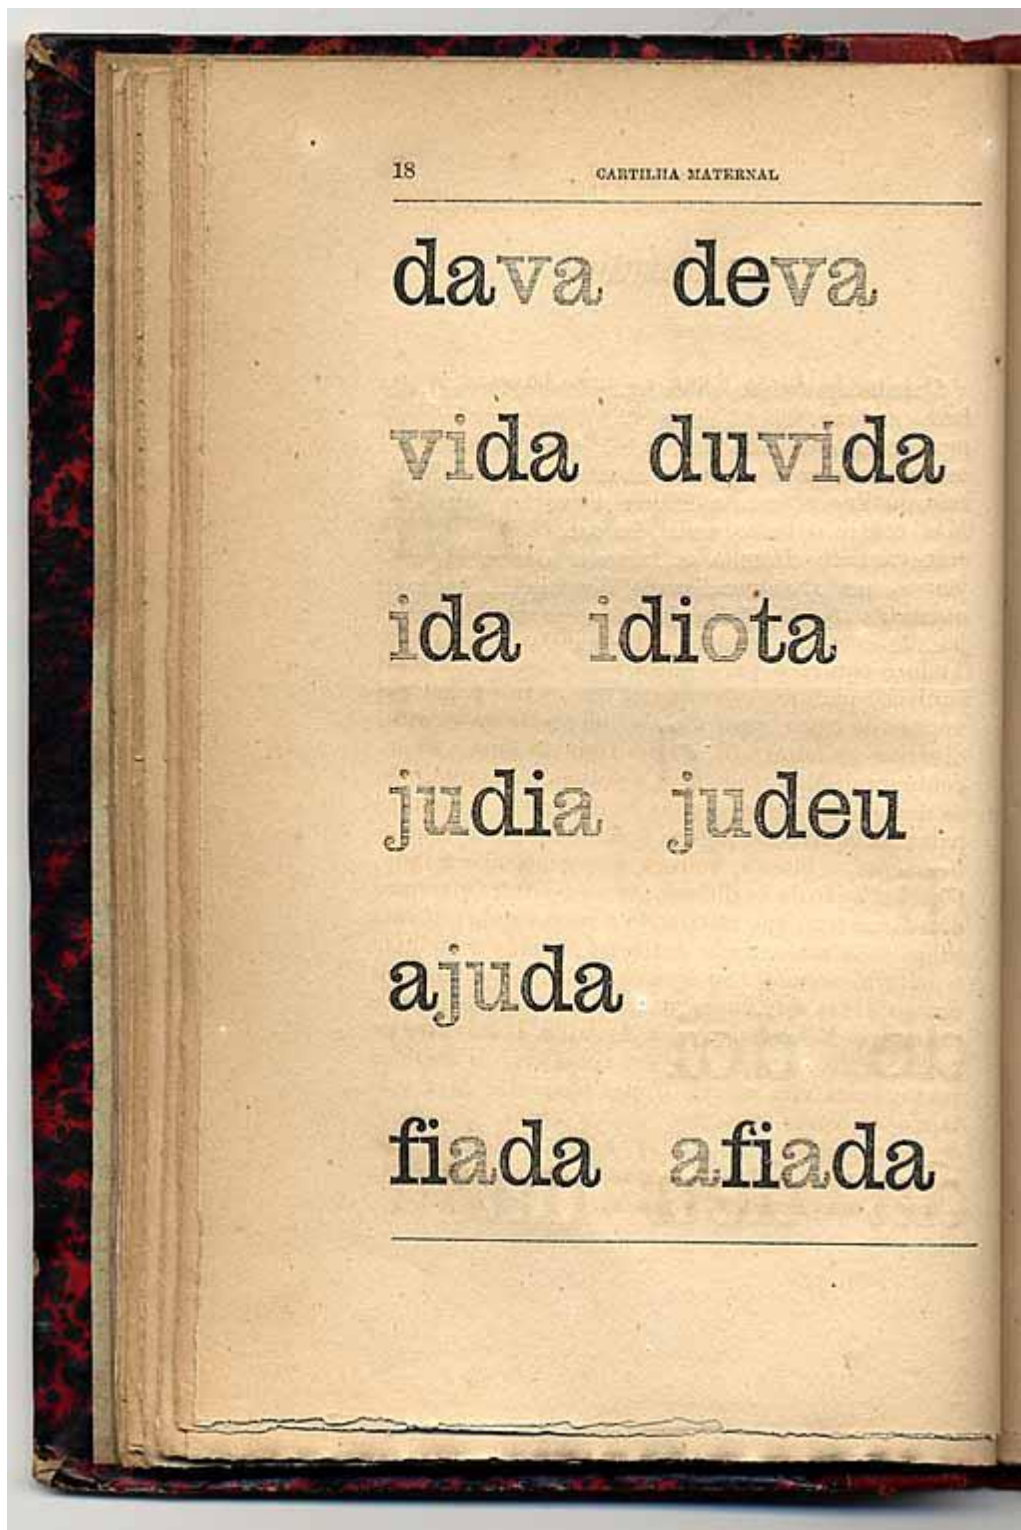 18 CARTILHA MATERNAL
dava deva
vida duvida
ida idiota
judia judeu
ajuda
fiada afiada